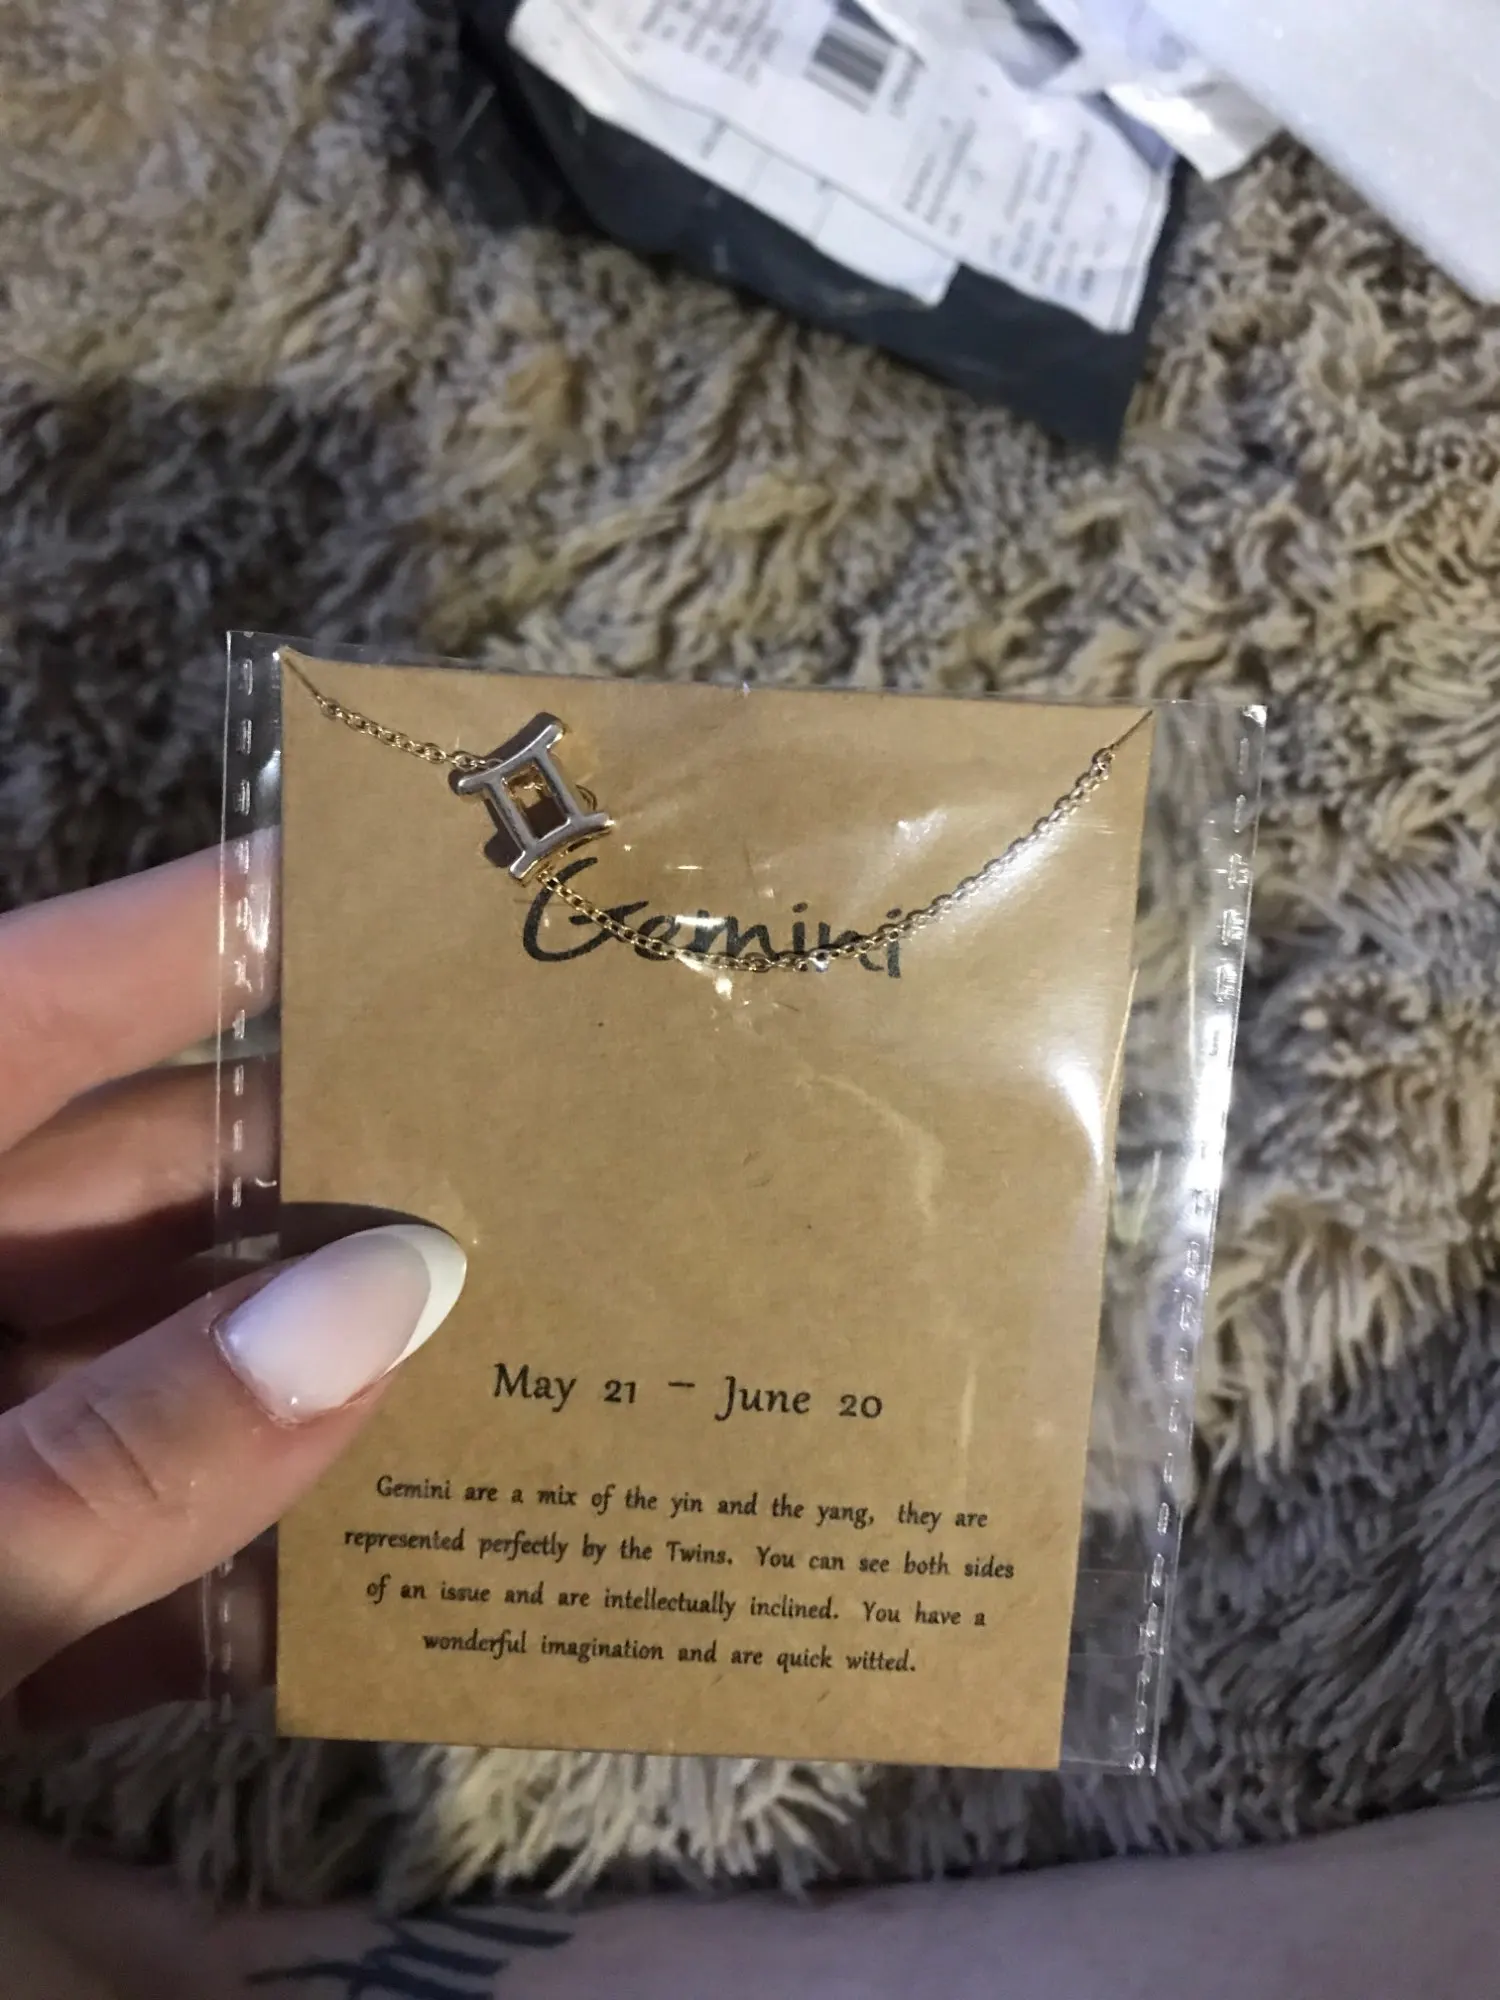 Gemini
May 21 - June 20
Gemini are a mix of the yin and the yang, they are
represented perfectly by the Twins. You can see both sides
of an issue and are intellectually inclined. You have a
wonderful imagination and are quick witted.